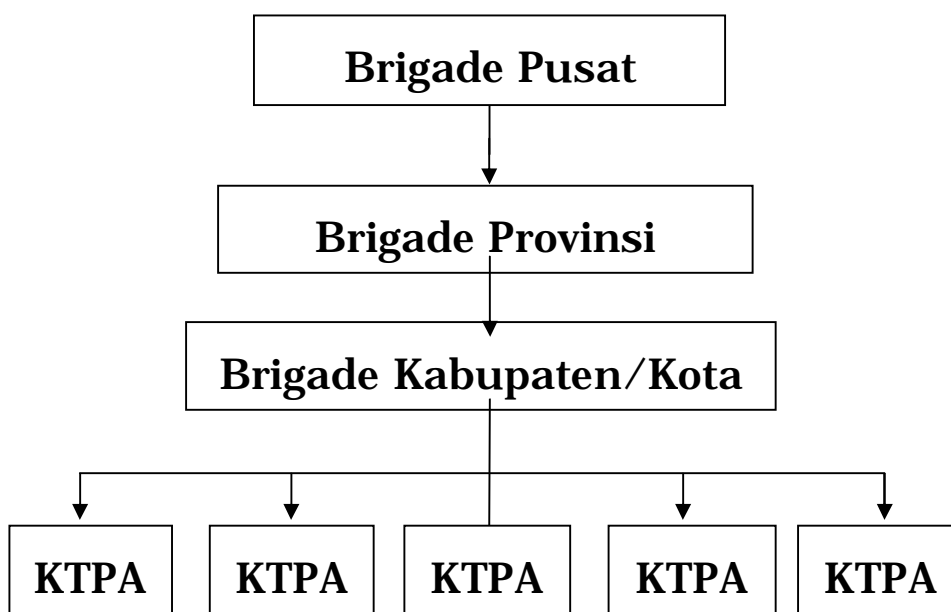 Brigade Pusat
Brigade Provinsi
Brigade Kabupaten/Kota
KTPA KTPA KTPA KTPA KTPA